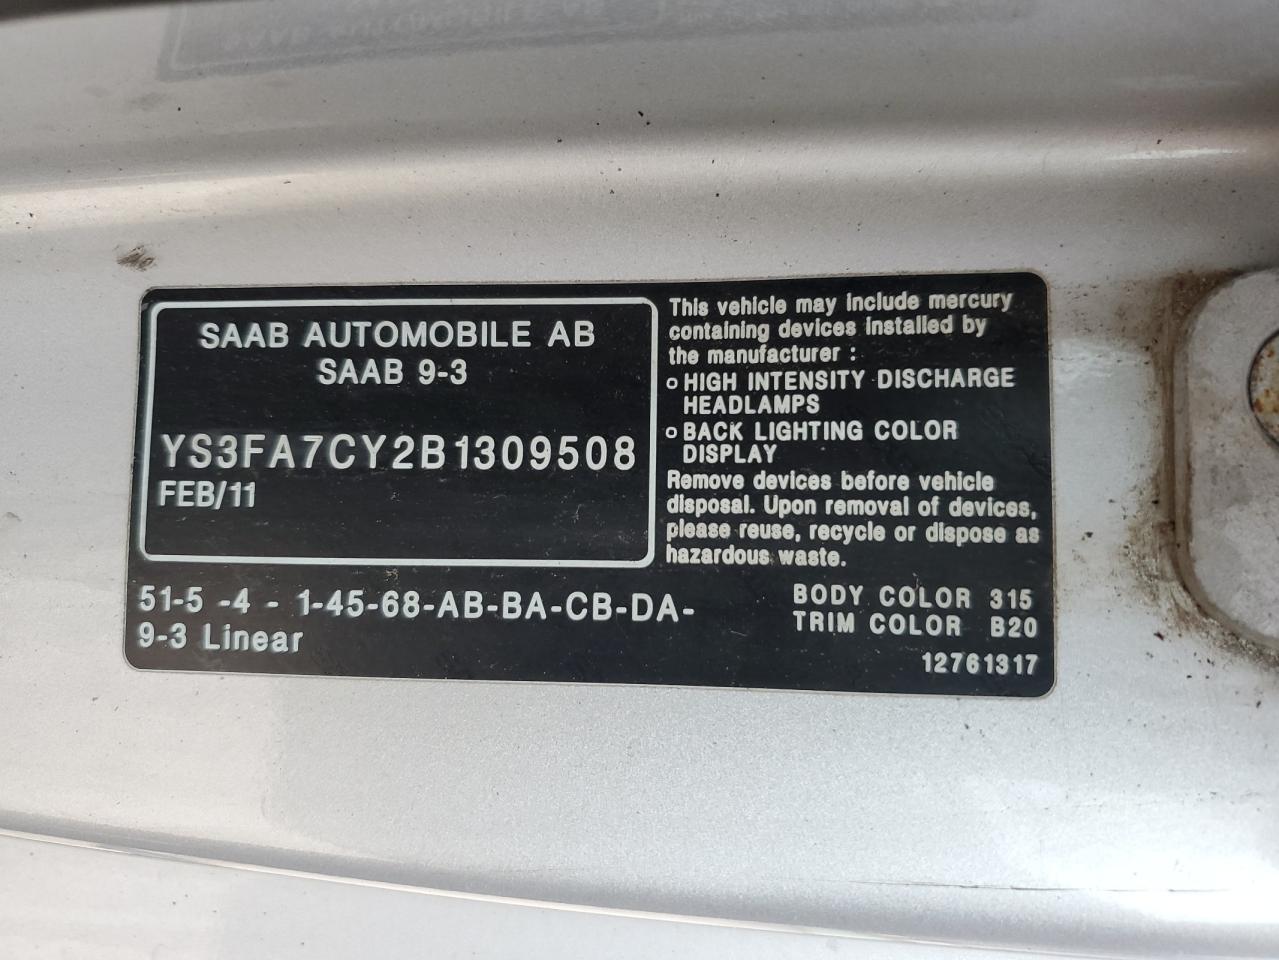 SAAB AUTOMOBILE AB
SAAB 9-3
YS3FA7CY2B1309508
FEB/11
This vehicle may include mercury
containing devices installed by
the manufacturer :
o HIGH INTENSITY DISCHARGE
HEADLAMPS
o BACK LIGHTING COLOR
DISPLAY
Remove devices before vehicle
disposal. Upon removal of devices,
please reuse, recycle or dispose as
hazardous waste.
51-5 -4 - 1-45-68-AB-BA-CB-DA-
9-3 Linear
BODY COLOR 315
TRIM COLOR B20
12761317